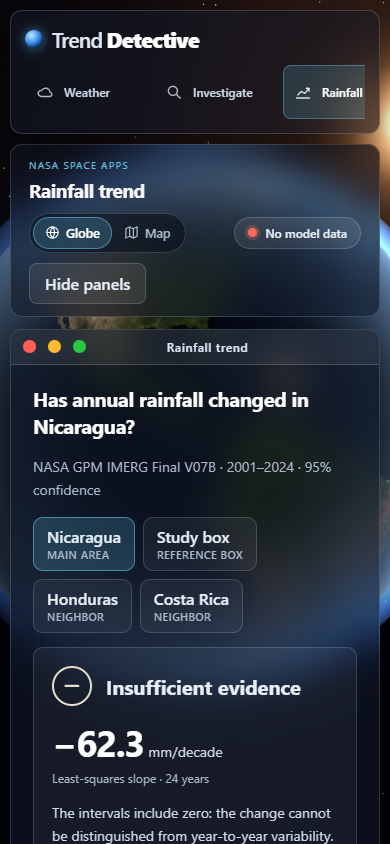 Trend Detective
Weather
Investigate
Rainfall
NASA SPACE APPS
Rainfall trend
Globe
Map
No model data
Hide panels
Rainfall trend
Has annual rainfall changed in
Nicaragua?
NASA GPM IMERG Final V07B · 2001–2024 · 95%
confidence
Nicaragua
MAIN AREA
Study box
REFERENCE BOX
Honduras
NEIGHBOR
Costa Rica
NEIGHBOR
Insufficient evidence
−62.3 mm/decade
Least-squares slope · 24 years
The intervals include zero: the change cannot
be distinguished from year-to-year variability.